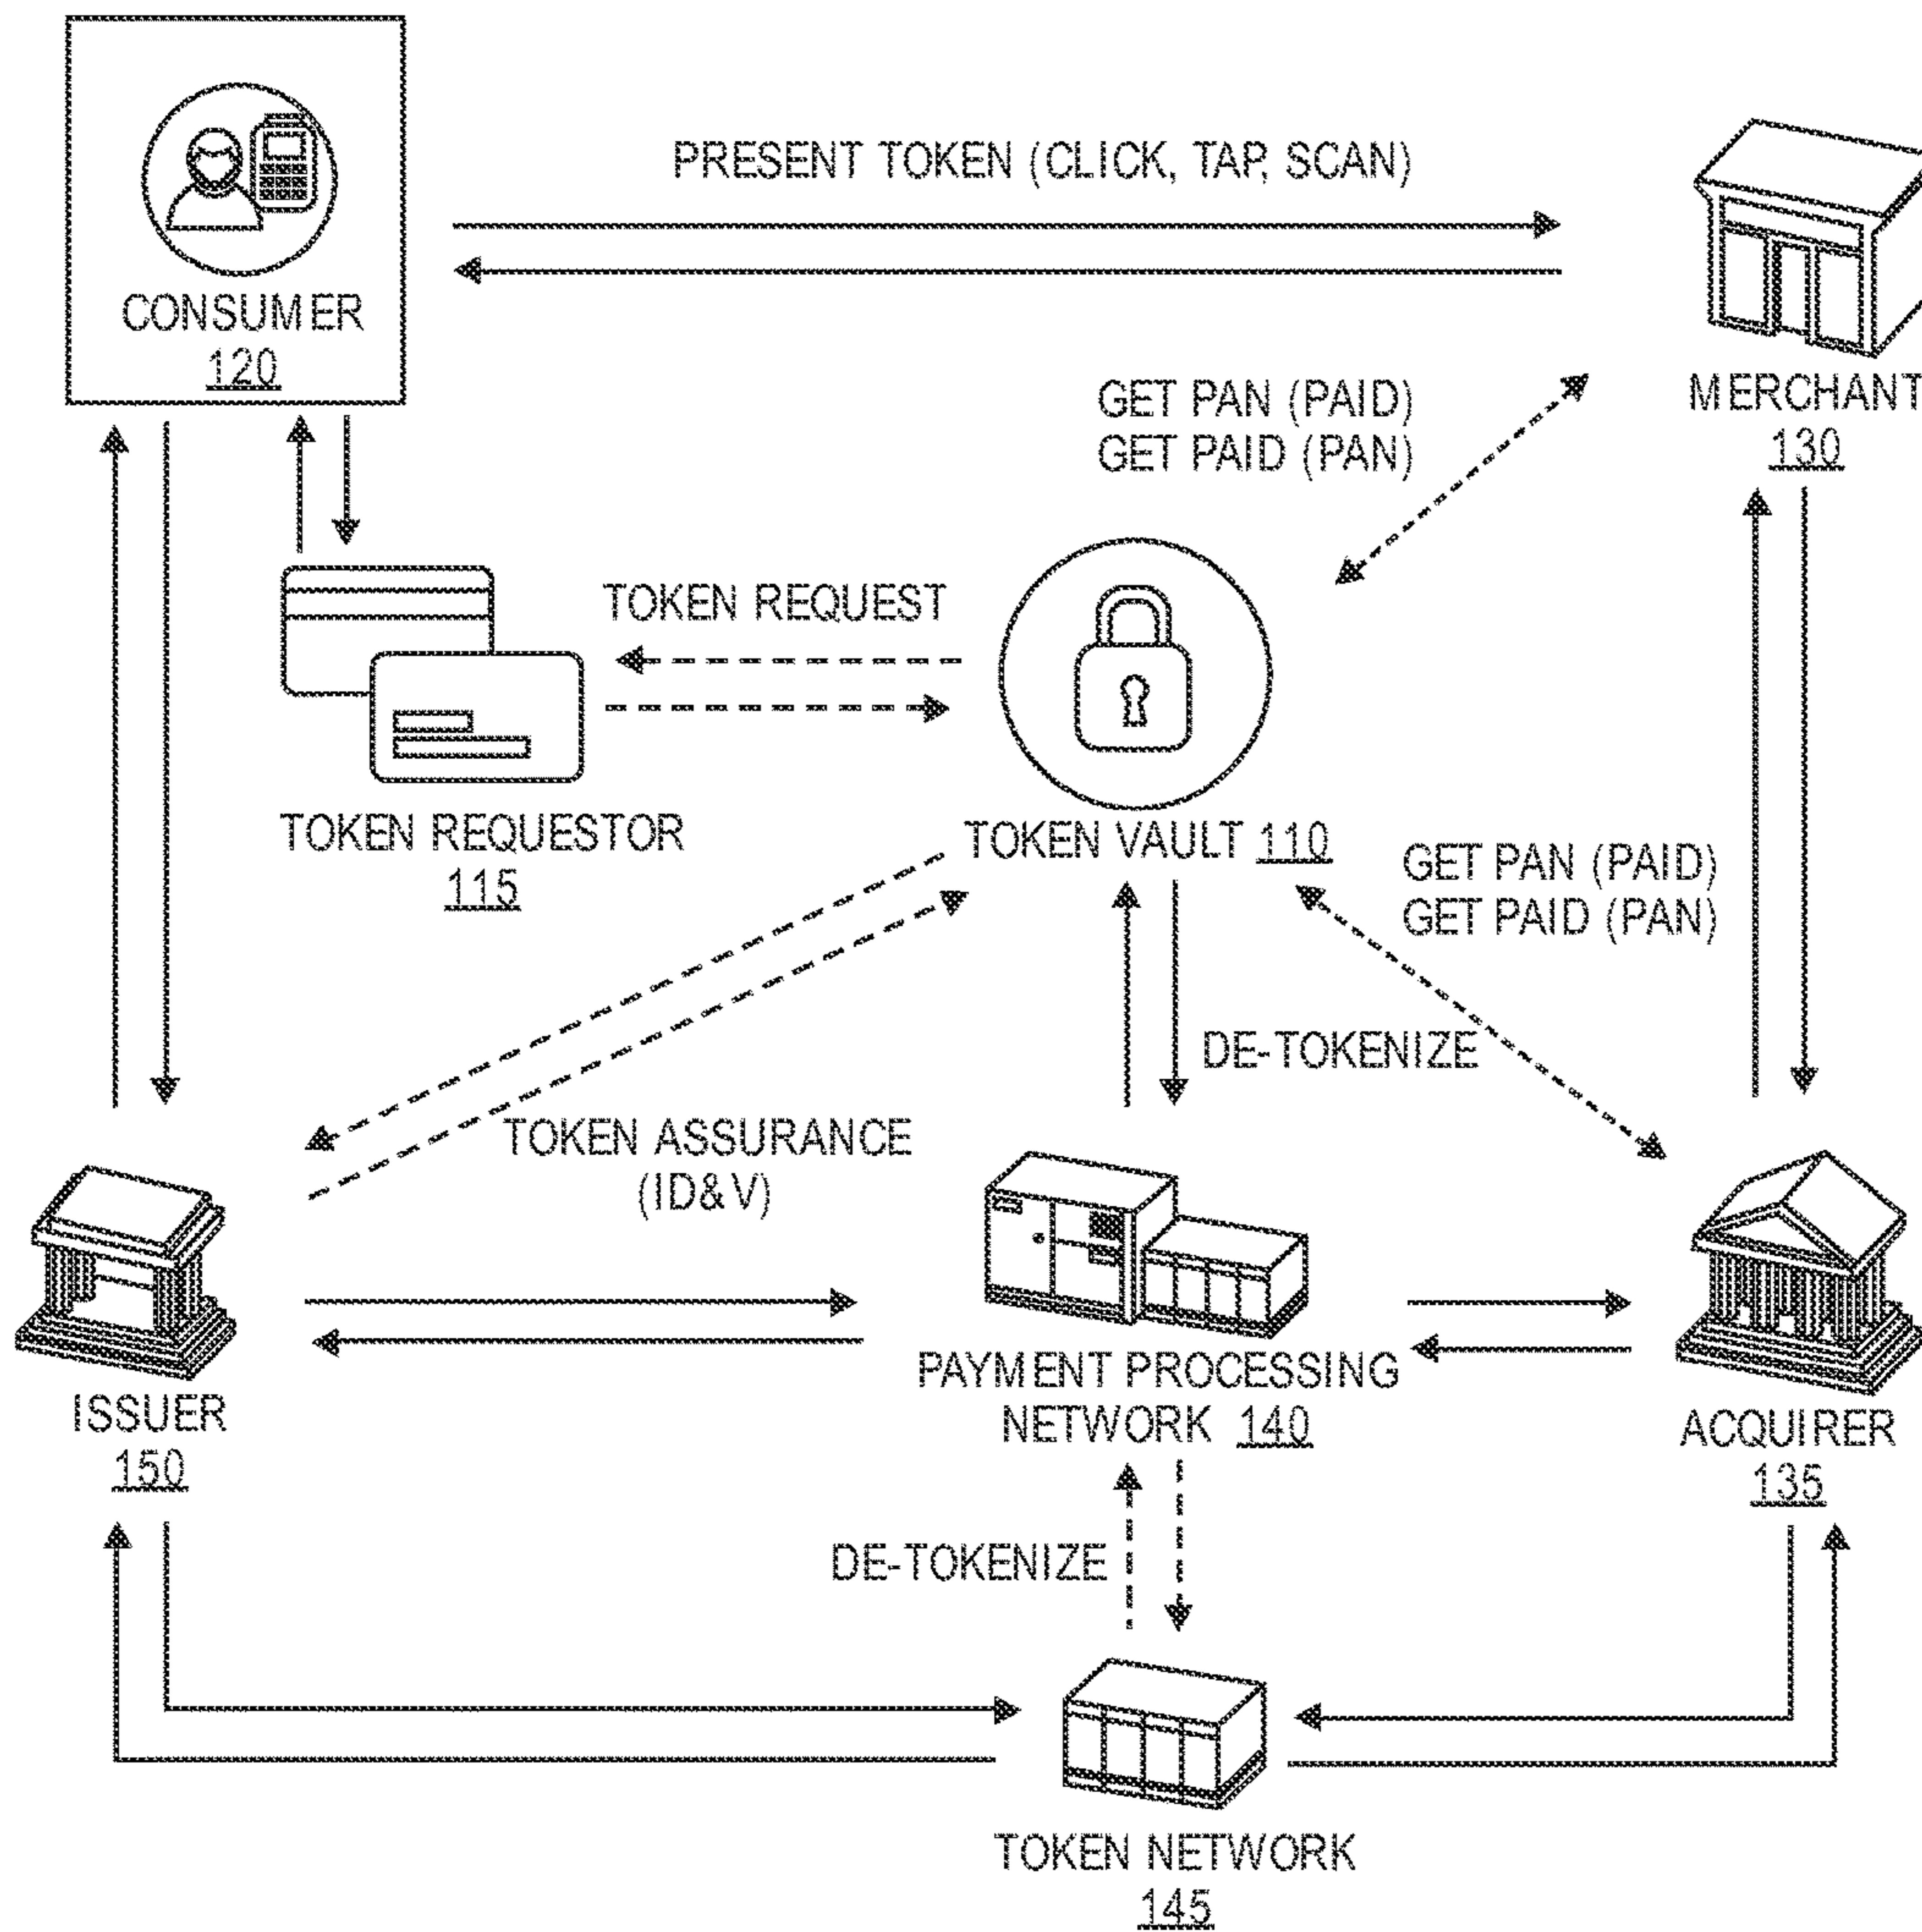 PRESENT TOKEN (CLICK, TAP, SCAN)
CONSUMER
120
MERCHANT
130
GET PAN (PAID)
GET PAID (PAN)
TOKEN REQUEST
TOKEN REQUESTOR
115
TOKEN VAULT 110
GET PAN (PAID)
GET PAID (PAN)
DE-TOKENIZE
TOKEN ASSURANCE
(ID&V)
ISSUER
150
PAYMENT PROCESSING
NETWORK 140
ACQUIRER
135
DE-TOKENIZE
TOKEN NETWORK
145